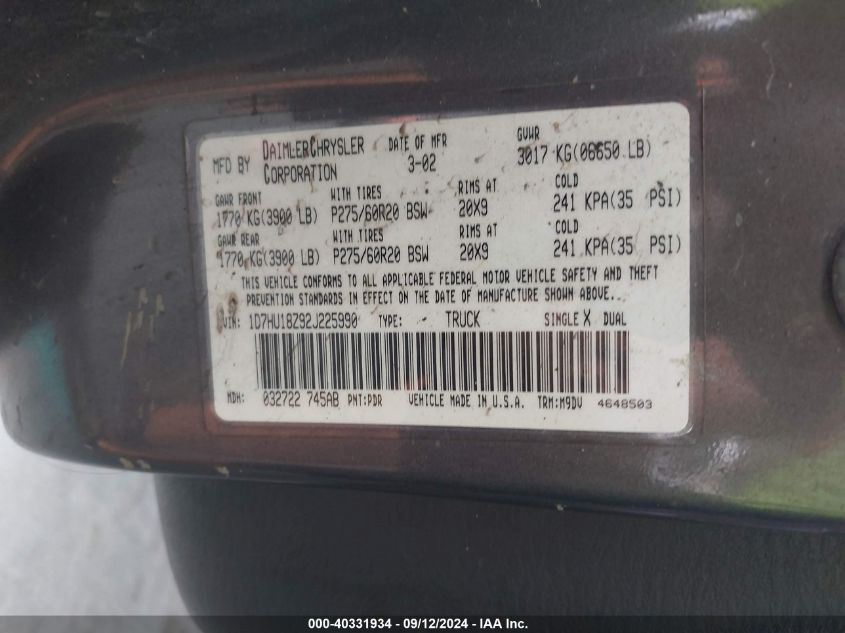 MFD BY DAIMLERCHRYSLER CORPORATION DATE OF MFR 3-02 GVWR 3017 KG(06650 LB)
GAWR FRONT WITH TIRES RIMS AT COLD
1770 KG(3900 LB) P275/60R20 BSW 20X9 241 KPA(35 PSI)
GAWR REAR WITH TIRES RIMS AT COLD
1770 KG(3900 LB) P275/60R20 BSW 20X9 241 KPA(35 PSI)
THIS VEHICLE CONFORMS TO ALL APPLICABLE FEDERAL MOTOR VEHICLE SAFETY AND THEFT
PREVENTION STANDARDS IN EFFECT ON THE DATE OF MANUFACTURE SHOWN ABOVE..
VIN: 1D7HU18Z92J225990 TYPE: TRUCK SINGLE X DUAL
MDH: 032722 745AB PNT:PDR VEHICLE MADE IN U.S.A. TRM:M9DV 4648503
000-40331934 - 09/12/2024 - IAA Inc.